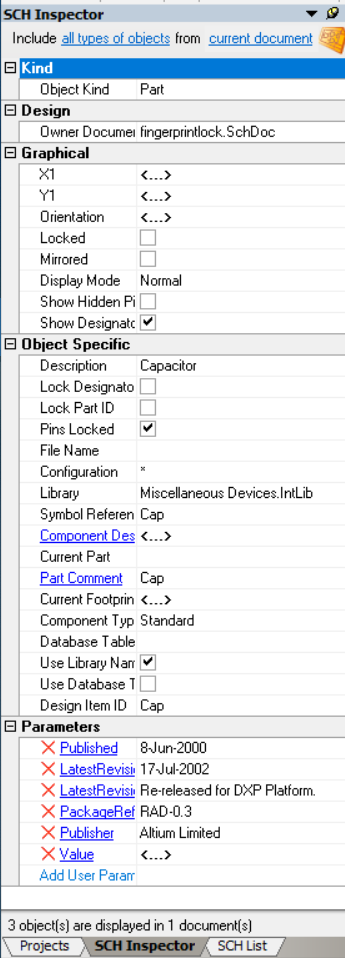 SCH Inspector
Include all types of objects from current document
Kind
Object Kind Part
Design
Owner Documen fingerprintlock.SchDoc
Graphical
X1 <...>
Y1 <...>
Orientation <...>
Locked
Mirrored
Display Mode Normal
Show Hidden Pi
Show Designato
Object Specific
Description Capacitor
Lock Designato
Lock Part ID
Pins Locked
File Name
Configuration *
Library Miscellaneous Devices.IntLib
Symbol Referen Cap
Component Des <...>
Current Part
Part Comment Cap
Current Footprin <...>
Component Typ Standard
Database Table
Use Library Nam
Use Database T
Design Item ID Cap
Parameters
Published 8-Jun-2000
LatestRevisi 17-Jul-2002
LatestRevisi Re-released for DXP Platform.
PackageRef RAD-0.3
Publisher Altium Limited
Value <...>
Add User Param
3 object(s) are displayed in 1 document(s)
Projects SCH Inspector SCH List